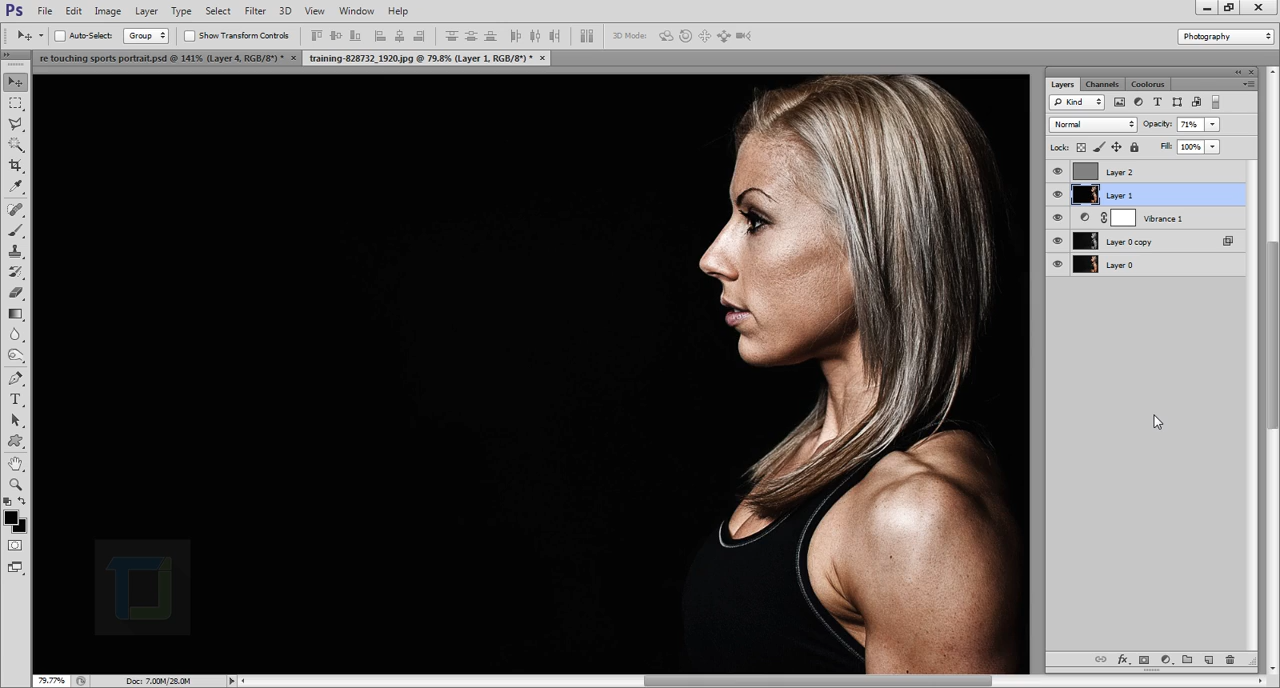 Ps File Edit Image Layer Type Select Filter 3D View Window Help
Auto-Select: Group Show Transform Controls 3D Mode: Photography
re touching sports portrait.psd @ 141% (Layer 4, RGB/8*) * × training-828732_1920.jpg @ 79.8% (Layer 1, RGB/8*) * ×
Layers Channels Coolorus
Kind
Normal Opacity: 71%
Lock: Fill: 100%
Layer 2
Layer 1
Vibrance 1
Layer 0 copy
Layer 0
T
fx
TJ
79.77% Doc: 7.00M/28.0M